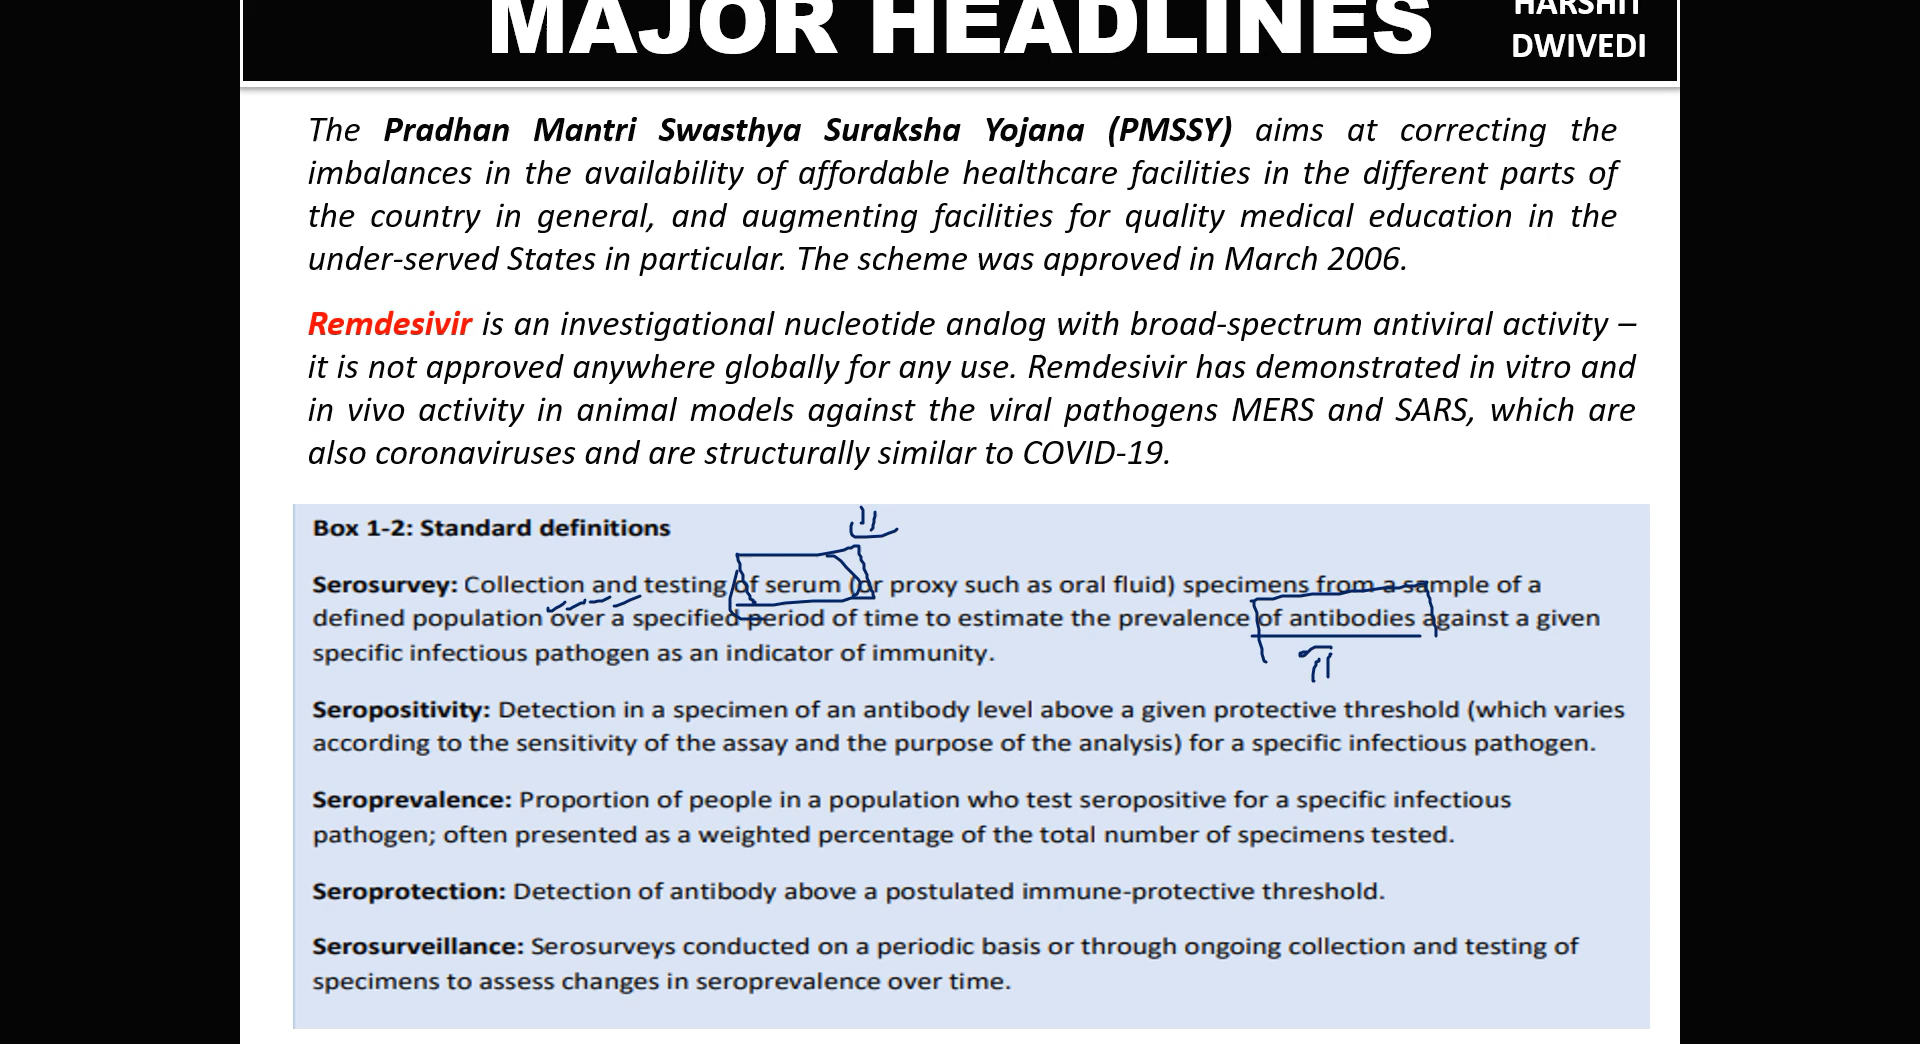 MAJOR HEADLINES
HARSHIT
DWIVEDI
The Pradhan Mantri Swasthya Suraksha Yojana (PMSSY) aims at correcting the
imbalances in the availability of affordable healthcare facilities in the different parts of
the country in general, and augmenting facilities for quality medical education in the
under-served States in particular. The scheme was approved in March 2006.
Remdesivir is an investigational nucleotide analog with broad-spectrum antiviral activity –
it is not approved anywhere globally for any use. Remdesivir has demonstrated in vitro and
in vivo activity in animal models against the viral pathogens MERS and SARS, which are
also coronaviruses and are structurally similar to COVID-19.
Box 1-2: Standard definitions
Serosurvey: Collection and testing of serum (or proxy such as oral fluid) specimens from a sample of a
defined population over a specified period of time to estimate the prevalence of antibodies against a given
specific infectious pathogen as an indicator of immunity.
Seropositivity: Detection in a specimen of an antibody level above a given protective threshold (which varies
according to the sensitivity of the assay and the purpose of the analysis) for a specific infectious pathogen.
Seroprevalence: Proportion of people in a population who test seropositive for a specific infectious
pathogen; often presented as a weighted percentage of the total number of specimens tested.
Seroprotection: Detection of antibody above a postulated immune-protective threshold.
Serosurveillance: Serosurveys conducted on a periodic basis or through ongoing collection and testing of
specimens to assess changes in seroprevalence over time.